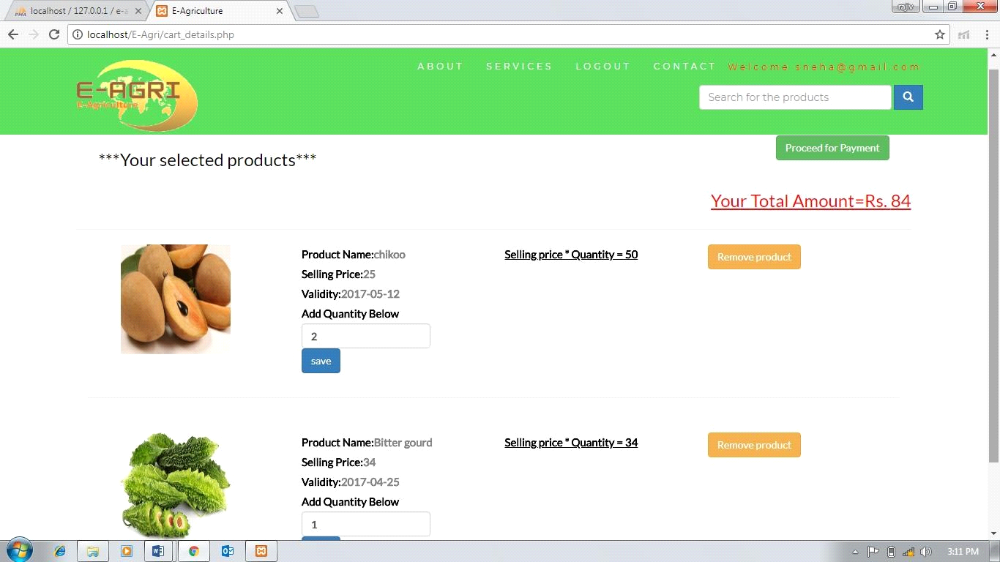 localhost / 127.0.0.1 / e-a
E-Agriculture
rajiv
localhost/E-Agri/cart_details.php
ABOUT SERVICES LOGOUT CONTACT Welcome sneha@gmail.com
E-AGRI
E-Agriculture
Search for the products
Proceed for Payment
***Your selected products***
Your Total Amount=Rs. 84
Product Name:chikoo
Selling price * Quantity = 50
Remove product
Selling Price:25
Validity:2017-05-12
Add Quantity Below
2
save
Product Name:Bitter gourd
Selling price * Quantity = 34
Remove product
Selling Price:34
Validity:2017-04-25
Add Quantity Below
1
3:11 PM